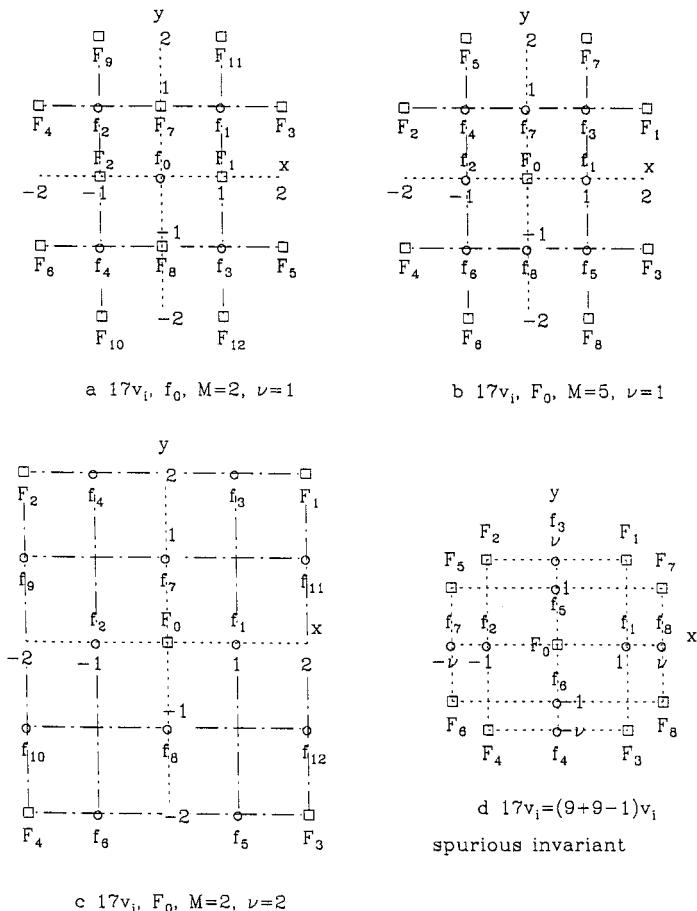 y
2
F₉
F₁₁
1
F₄
f₂
F₇
f₁
F₃
F₂
f₀
F₁
x
-2
-1
1
2
-1
F₆
f₄
F₈
f₃
F₅
-2
F₁₀
F₁₂
a 17vᵢ, f₀, M=2, ν=1
y
2
F₅
F₇
1
F₂
f₄
f₇
f₃
F₁
f₂
F₀
f₁
x
-2
-1
1
2
-1
F₄
f₆
f₈
f₅
F₃
-2
F₆
F₈
b 17vᵢ, F₀, M=5, ν=1
y
2
F₂
f₄
f₃
F₁
1
f₉
f₇
f₁₁
f₂
F₀
f₁
x
-2
-1
1
2
-1
f₁₀
f₈
f₁₂
-2
F₄
f₆
f₅
F₃
c 17vᵢ, F₀, M=2, ν=2
y
f₃
F₂
ν
F₁
F₅
F₇
1
f₅
f₇
f₂
f₁
f₈
F₀
x
-ν
-1
1
ν
f₆
-1
F₆
-ν
F₈
F₄
f₄
F₃
d 17vᵢ=(9+9-1)vᵢ
spurious invariant